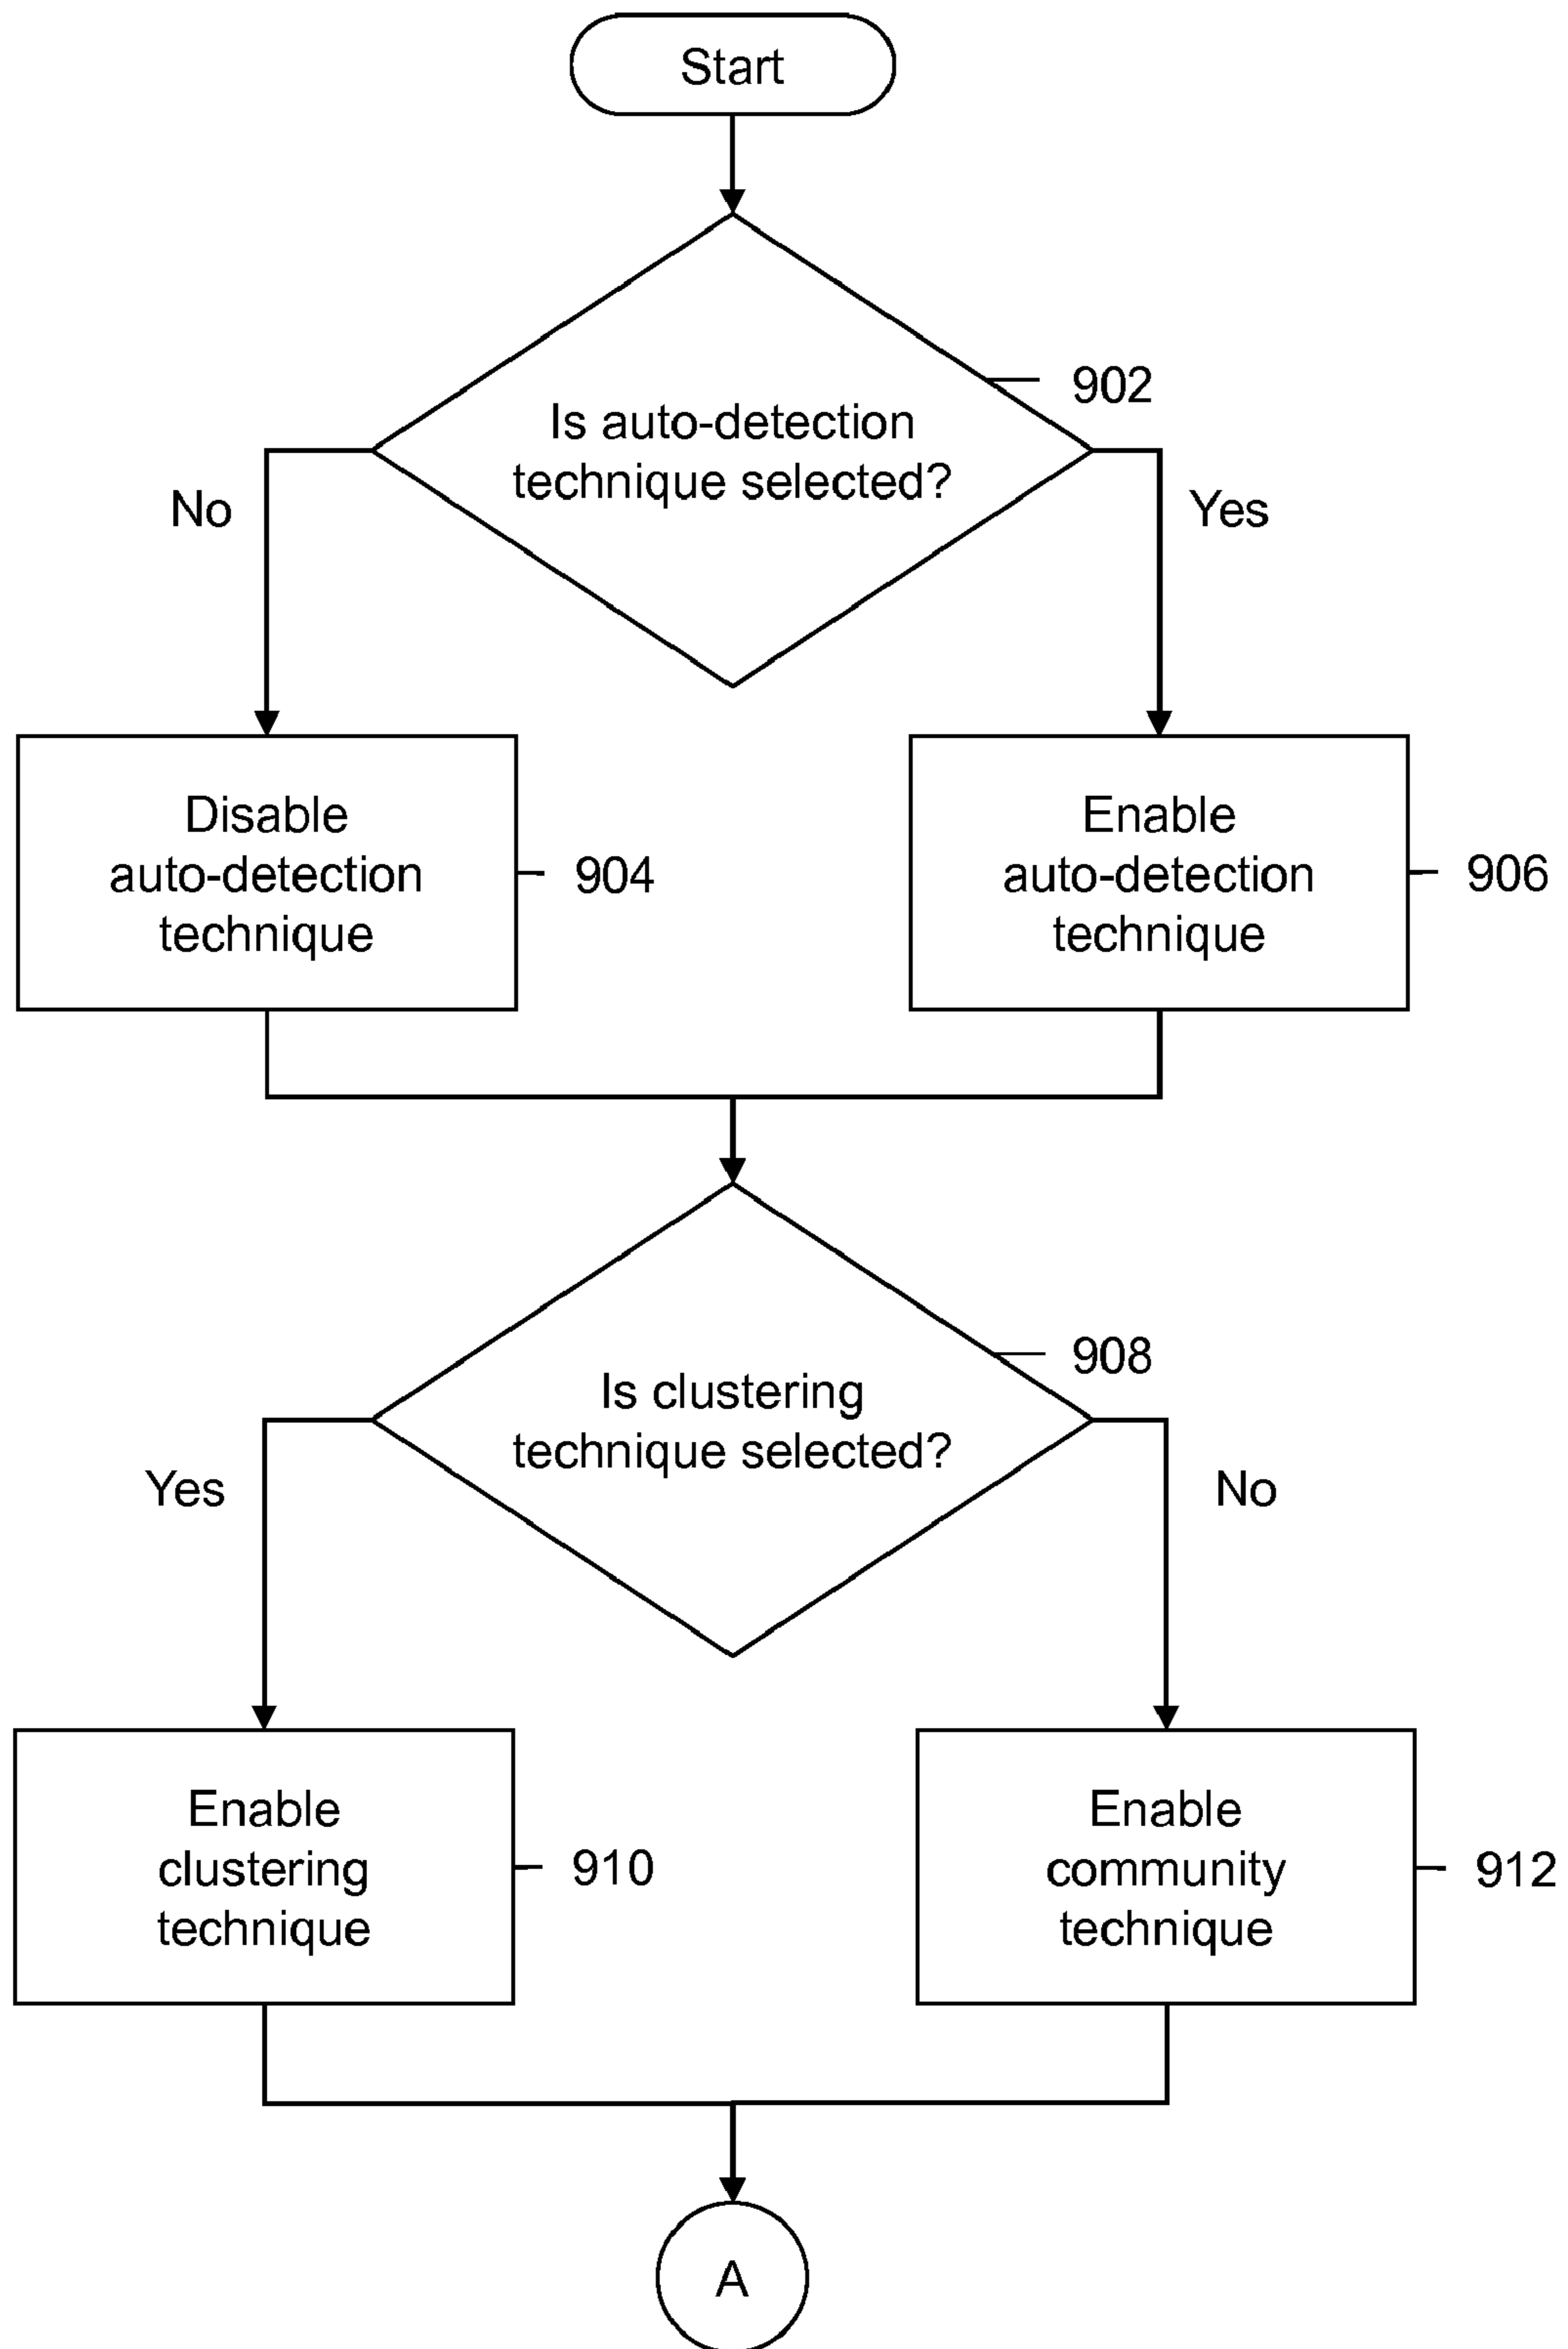 Start
902
Is auto-detection
technique selected?
No
Yes
Disable
auto-detection
technique
904
Enable
auto-detection
technique
906
908
Is clustering
technique selected?
Yes
No
Enable
clustering
technique
910
Enable
community
technique
912
A